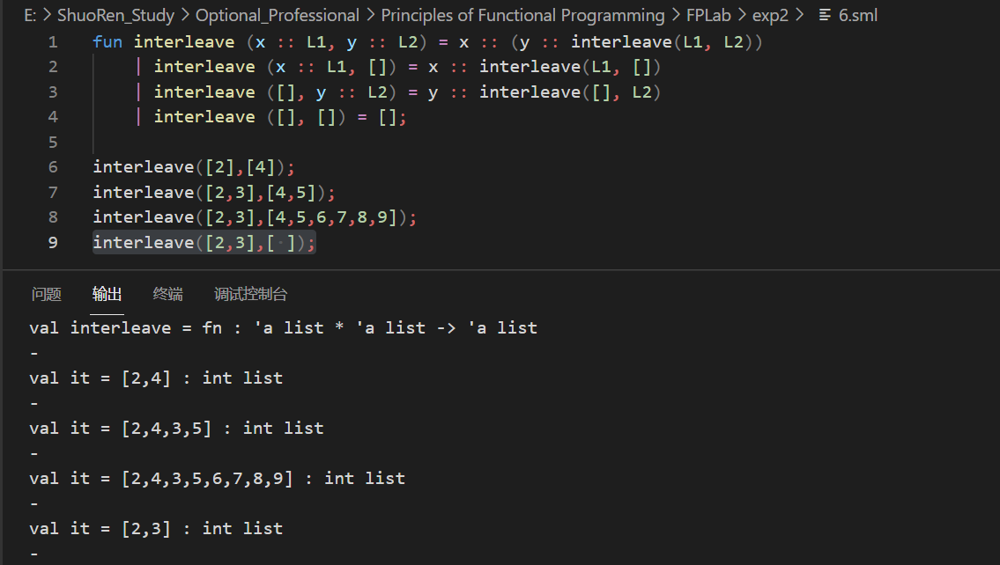 E: > ShuoRen_Study > Optional_Professional > Principles of Functional Programming > FPLab > exp2 > 6.sml
1 fun interleave (x :: L1, y :: L2) = x :: (y :: interleave(L1, L2))
2 | interleave (x :: L1, []) = x :: interleave(L1, [])
3 | interleave ([], y :: L2) = y :: interleave([], L2)
4 | interleave ([], []) = [];
5
6 interleave([2],[4]);
7 interleave([2,3],[4,5]);
8 interleave([2,3],[4,5,6,7,8,9]);
9 interleave([2,3],[ ]);
问题 输出 终端 调试控制台
val interleave = fn : 'a list * 'a list -> 'a list
-
val it = [2,4] : int list
-
val it = [2,4,3,5] : int list
-
val it = [2,4,3,5,6,7,8,9] : int list
-
val it = [2,3] : int list
-